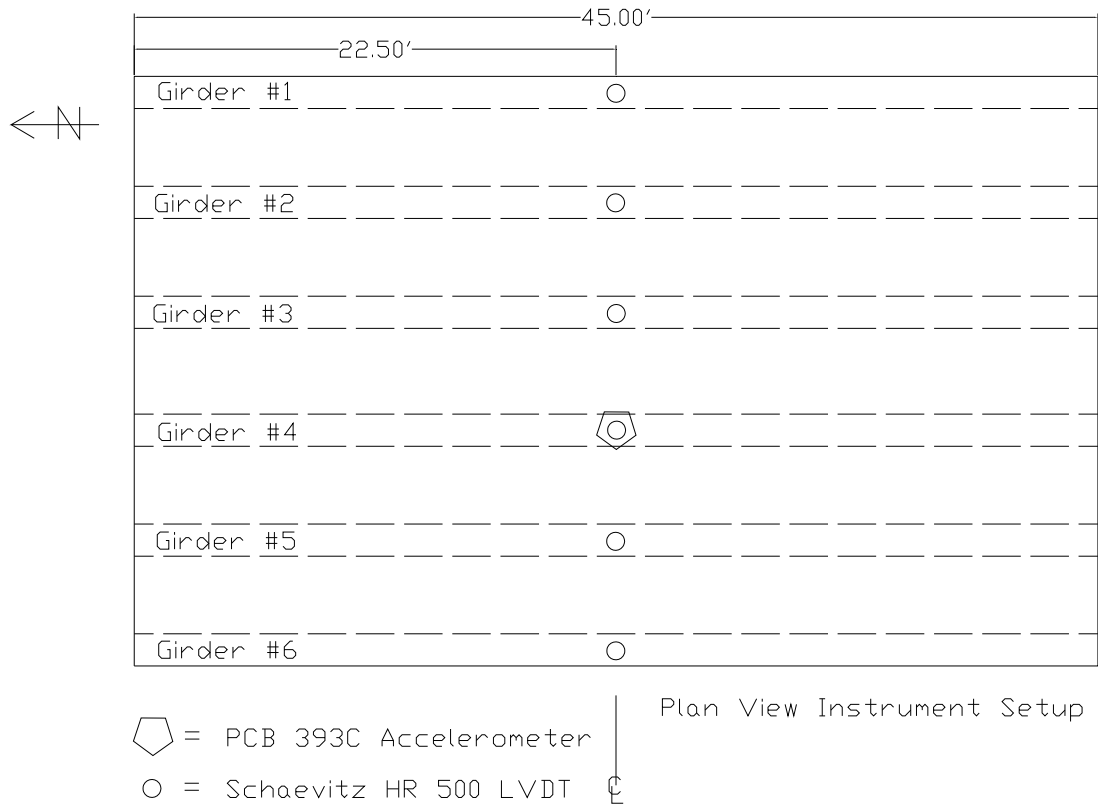 45.00'
22.50'
Girder #1
N
Girder #2
Girder #3
Girder #4
Girder #5
Girder #6
Plan View Instrument Setup
= PCB 393C Accelerometer
= Schaevitz HR 500 LVDT
℄